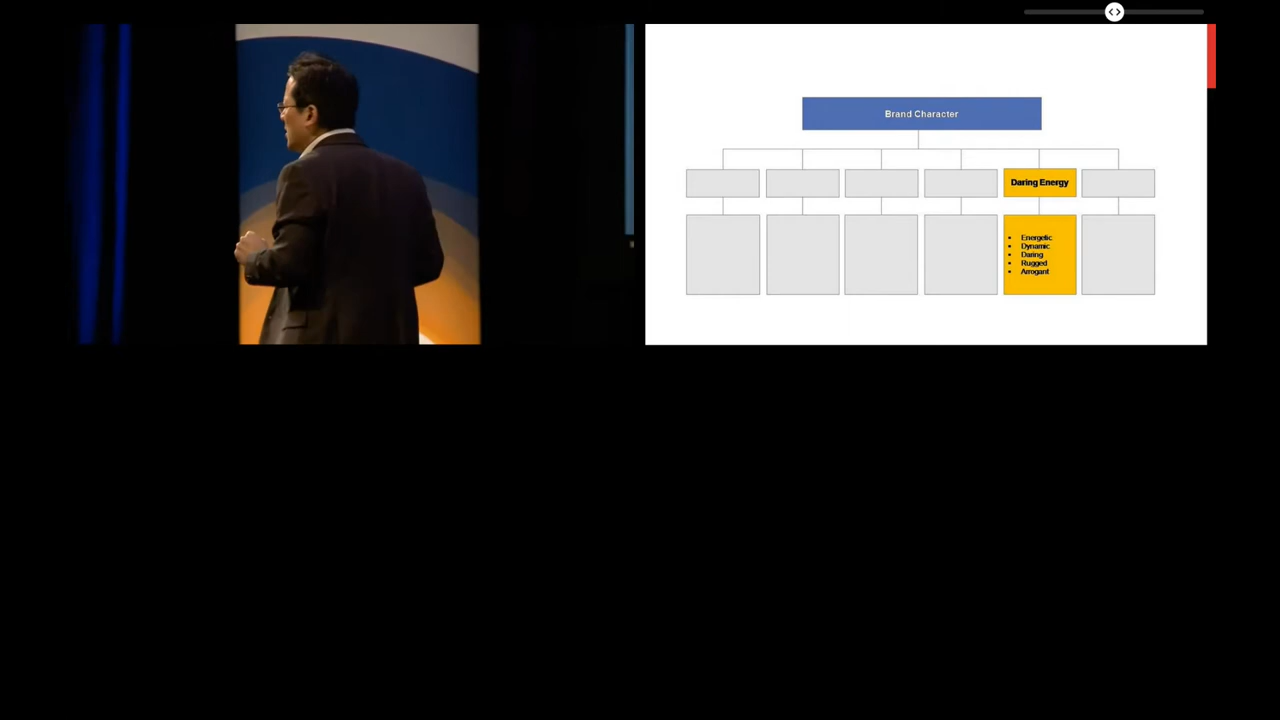 Brand Character
Daring Energy
• Energetic
• Dynamic
• Daring
• Rugged
• Arrogant